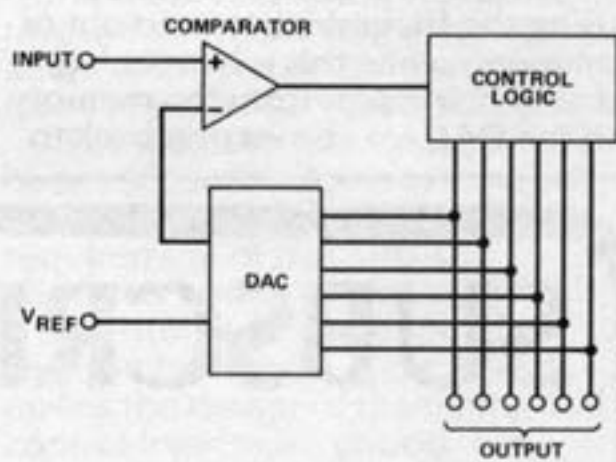 COMPARATOR
INPUT
+
−
CONTROL
LOGIC
DAC
VREF
OUTPUT